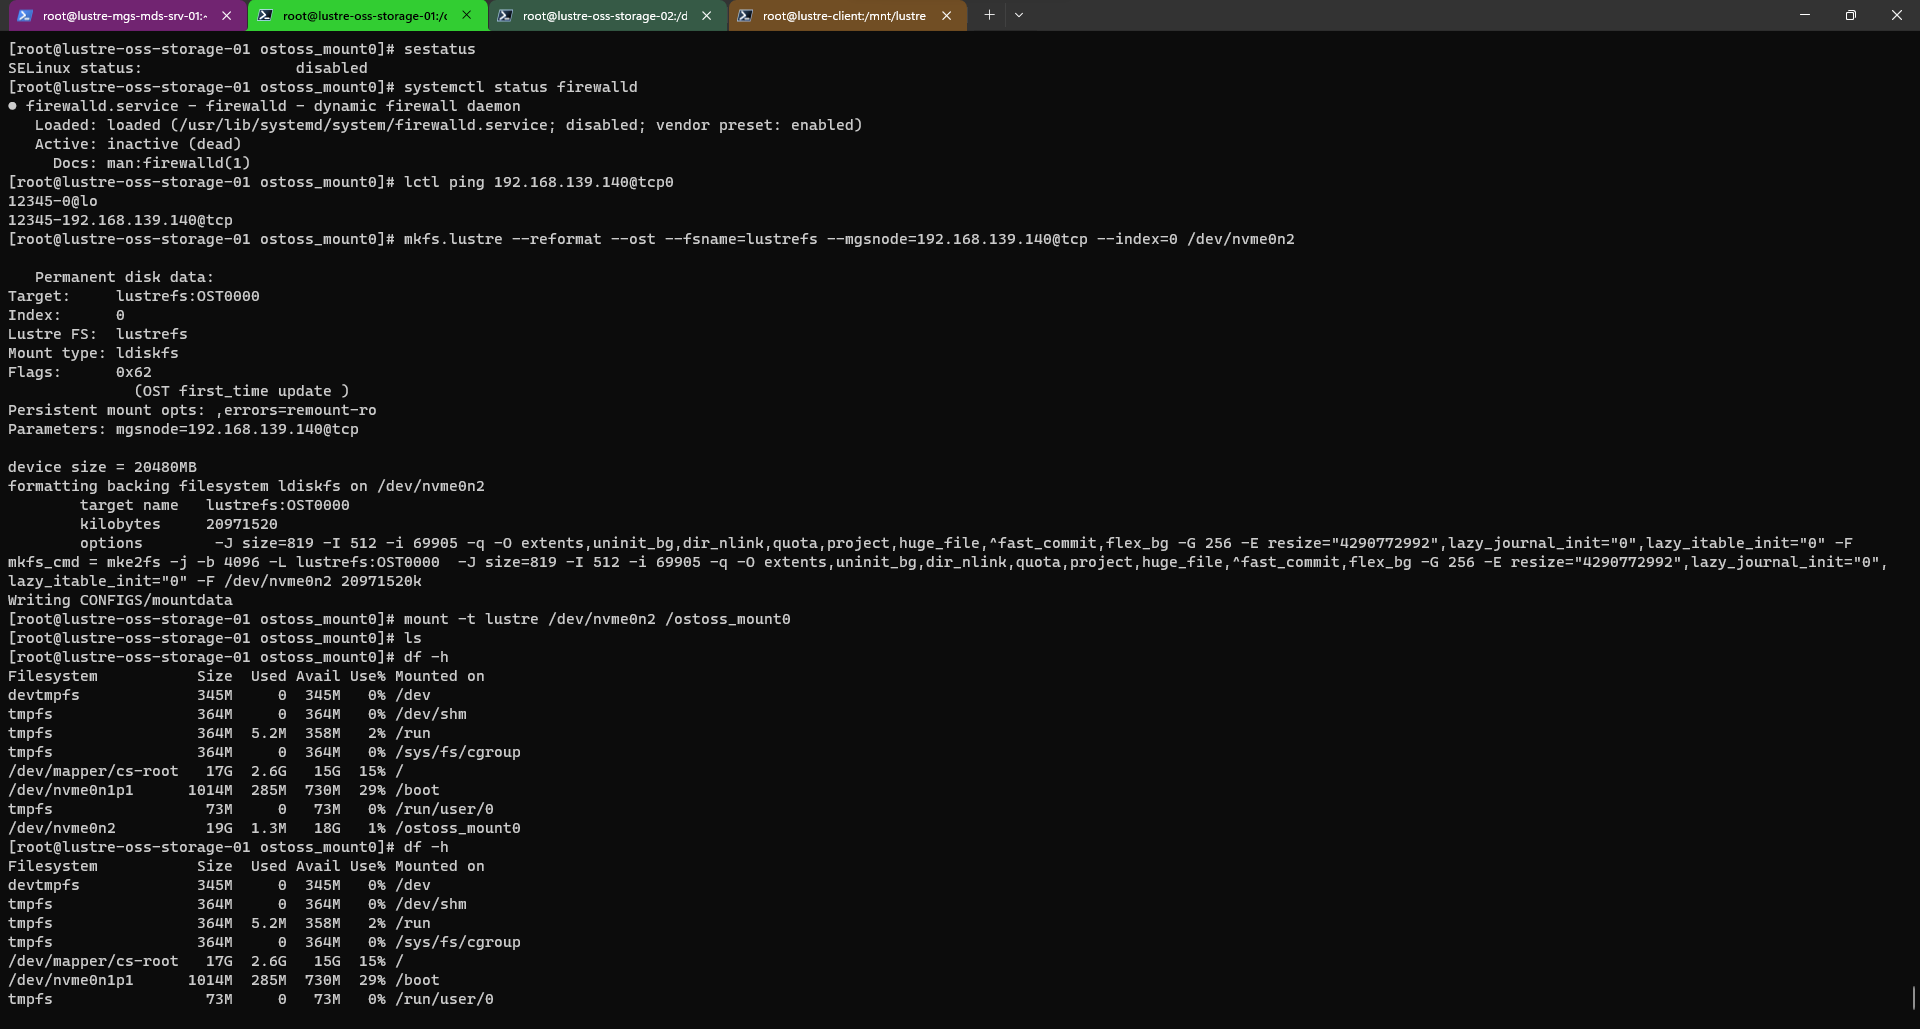 root@lustre-mgs-mds-srv-01:~ root@lustre-oss-storage-01:/c root@lustre-oss-storage-02:/d root@lustre-client:/mnt/lustre
[root@lustre-oss-storage-01 ostoss_mount0]# sestatus
SELinux status:                 disabled
[root@lustre-oss-storage-01 ostoss_mount0]# systemctl status firewalld
● firewalld.service - firewalld - dynamic firewall daemon
   Loaded: loaded (/usr/lib/systemd/system/firewalld.service; disabled; vendor preset: enabled)
   Active: inactive (dead)
     Docs: man:firewalld(1)
[root@lustre-oss-storage-01 ostoss_mount0]# lctl ping 192.168.139.140@tcp0
12345-0@lo
12345-192.168.139.140@tcp
[root@lustre-oss-storage-01 ostoss_mount0]# mkfs.lustre --reformat --ost --fsname=lustrefs --mgsnode=192.168.139.140@tcp --index=0 /dev/nvme0n2
   Permanent disk data:
Target:     lustrefs:OST0000
Index:      0
Lustre FS:  lustrefs
Mount type: ldiskfs
Flags:      0x62
              (OST first_time update )
Persistent mount opts: ,errors=remount-ro
Parameters: mgsnode=192.168.139.140@tcp
device size = 20480MB
formatting backing filesystem ldiskfs on /dev/nvme0n2
        target name   lustrefs:OST0000
        kilobytes     20971520
        options        -J size=819 -I 512 -i 69905 -q -O extents,uninit_bg,dir_nlink,quota,project,huge_file,^fast_commit,flex_bg -G 256 -E resize="4290772992",lazy_journal_init="0",lazy_itable_init="0" -F
mkfs_cmd = mke2fs -j -b 4096 -L lustrefs:OST0000  -J size=819 -I 512 -i 69905 -q -O extents,uninit_bg,dir_nlink,quota,project,huge_file,^fast_commit,flex_bg -G 256 -E resize="4290772992",lazy_journal_init="0",
lazy_itable_init="0" -F /dev/nvme0n2 20971520k
Writing CONFIGS/mountdata
[root@lustre-oss-storage-01 ostoss_mount0]# mount -t lustre /dev/nvme0n2 /ostoss_mount0
[root@lustre-oss-storage-01 ostoss_mount0]# ls
[root@lustre-oss-storage-01 ostoss_mount0]# df -h
Filesystem           Size  Used Avail Use% Mounted on
devtmpfs             345M     0  345M   0% /dev
tmpfs                364M     0  364M   0% /dev/shm
tmpfs                364M  5.2M  358M   2% /run
tmpfs                364M     0  364M   0% /sys/fs/cgroup
/dev/mapper/cs-root   17G  2.6G   15G  15% /
/dev/nvme0n1p1      1014M  285M  730M  29% /boot
tmpfs                 73M     0   73M   0% /run/user/0
/dev/nvme0n2          19G  1.3M   18G   1% /ostoss_mount0
[root@lustre-oss-storage-01 ostoss_mount0]# df -h
Filesystem           Size  Used Avail Use% Mounted on
devtmpfs             345M     0  345M   0% /dev
tmpfs                364M     0  364M   0% /dev/shm
tmpfs                364M  5.2M  358M   2% /run
tmpfs                364M     0  364M   0% /sys/fs/cgroup
/dev/mapper/cs-root   17G  2.6G   15G  15% /
/dev/nvme0n1p1      1014M  285M  730M  29% /boot
tmpfs                 73M     0   73M   0% /run/user/0